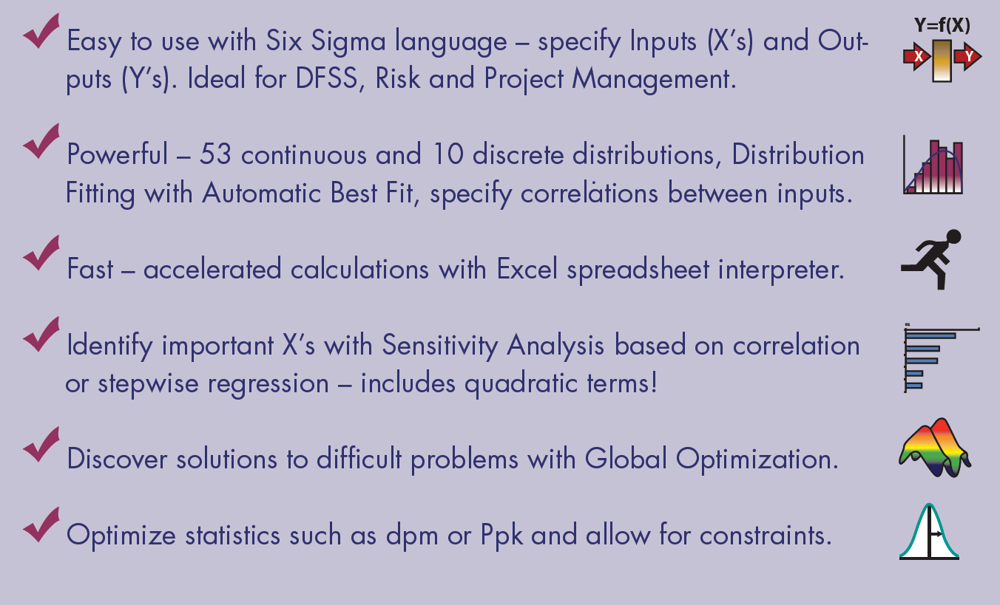 Easy to use with Six Sigma language – specify Inputs (X’s) and Out-
puts (Y’s). Ideal for DFSS, Risk and Project Management.
Y=f(X)
X Y
Powerful – 53 continuous and 10 discrete distributions, Distribution
Fitting with Automatic Best Fit, specify correlations between inputs.
Fast – accelerated calculations with Excel spreadsheet interpreter.
Identify important X’s with Sensitivity Analysis based on correlation
or stepwise regression – includes quadratic terms!
Discover solutions to difficult problems with Global Optimization.
Optimize statistics such as dpm or Ppk and allow for constraints.